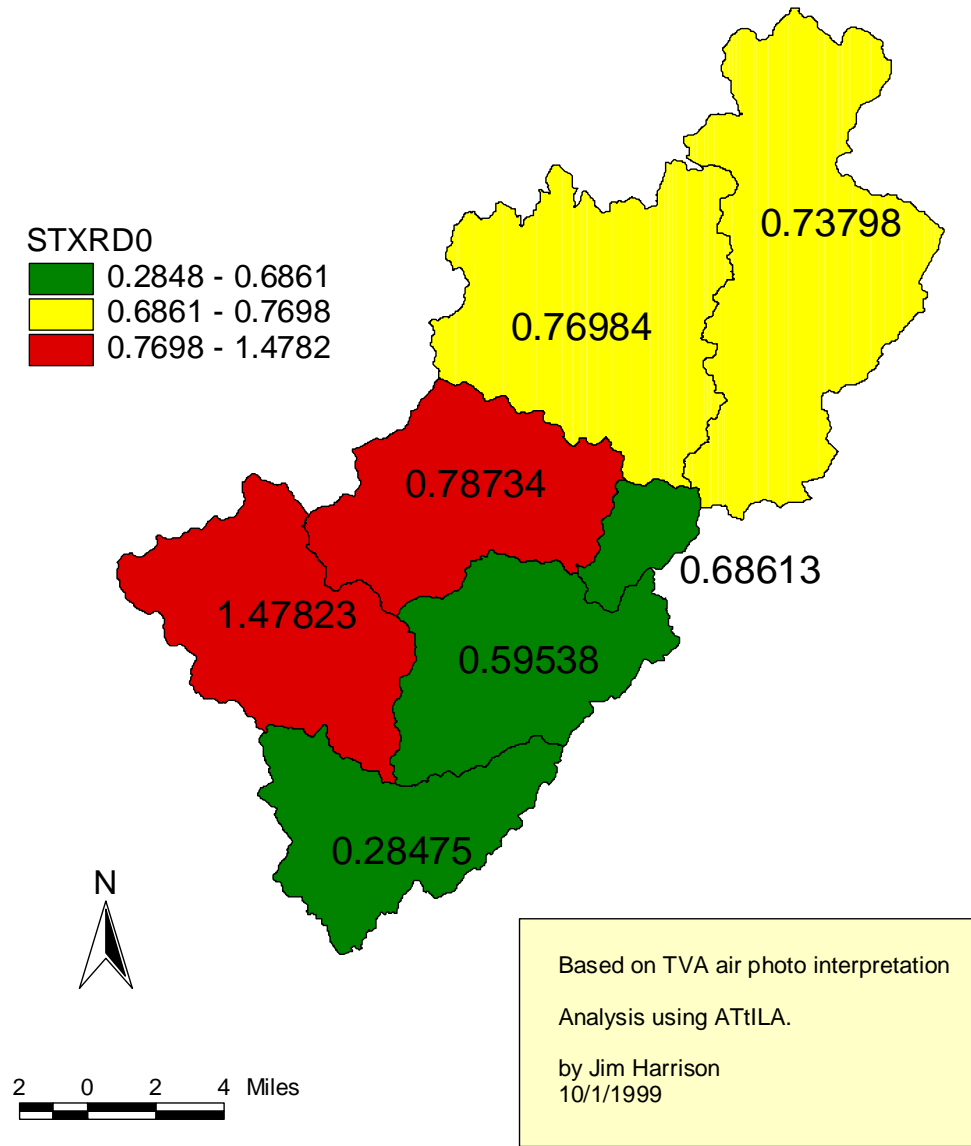 0.73798
STXRD0
0.2848 - 0.6861
0.6861 - 0.7698
0.7698 - 1.4782
0.76984
0.78734
0.68613
1.47823
0.59538
0.28475
N
2 0 2 4 Miles
Based on TVA air photo interpretation
Analysis using ATtILA.
by Jim Harrison
10/1/1999